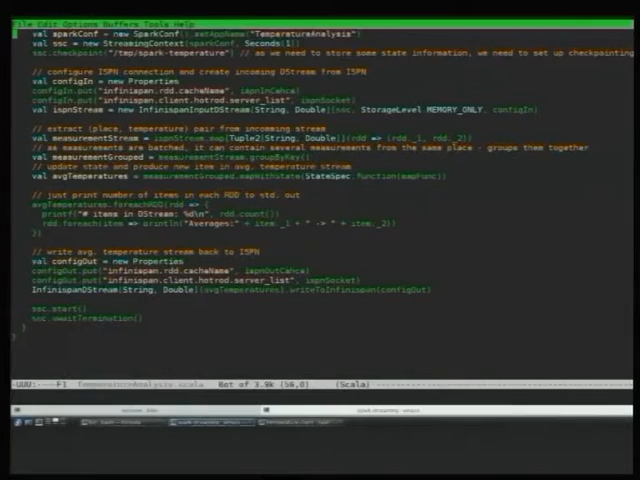 File Edit Options Buffers Tools Help
val sparkConf = new SparkConf().setAppName("TemperatureAnalysis")
val ssc = new StreamingContext(sparkConf, Seconds(1))
ssc.checkpoint("/tmp/spark-temperature") // as we need to store some state information, we need to set up checkpointing
// configure ISPN connection and create incoming DStream from ISPN
val configIn = new Properties
configIn.put("infinispan.rdd.cacheName", ispnInCahce)
configIn.put("infinispan.client.hotrod.server_list", ispnSocket)
val ispnStream = new InfinispanInputDStream[String, Double](ssc, StorageLevel.MEMORY_ONLY, configIn)
// extract (place, temperature) pair from incoming stream
val measurementStream = ispnStream.map[Tuple2[String, Double]](rdd => (rdd._1, rdd._2))
// as measurements are batched, it can contain several measurements from the same place - groups them together
val measurementGrouped = measurementStream.groupByKey()
// update state and produce new item in avg. temperature stream
val avgTemperatures = measurementGrouped.mapWithState(StateSpec.function(mapFunc))
// just print number of items in each RDD to std. out
avgTemperatures.foreachRDD(rdd => {
printf("# items in DStream: %d\n", rdd.count())
rdd.foreach(item => println("Averages:" + item._1 + " -> " + item._2))
})
// write avg. temperature stream back to ISPN
val configOut = new Properties
configOut.put("infinispan.rdd.cacheName", ispnOutCahce)
configOut.put("infinispan.client.hotrod.server_list", ispnSocket)
InfinispanDStream[String, Double](avgTemperatures).writeToInfinispan(configOut)
ssc.start()
ssc.awaitTermination()
}
}
-UUU:----F1 TemperatureAnalysis.scala Bot of 3.9k (56,0) (Scala)